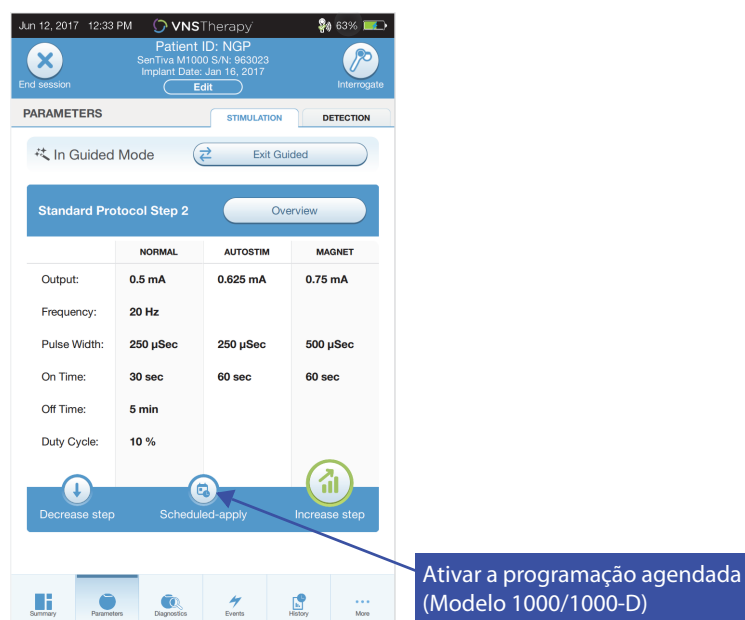 Jun 12, 2017 12:33 PM VNSTherapy 63%
Patient ID: NGP
SenTiva M1000 S/N: 963023
Implant Date: Jan 16, 2017
End session Edit Interrogate
PARAMETERS STIMULATION DETECTION
In Guided Mode Exit Guided
Standard Protocol Step 2 Overview
NORMAL AUTOSTIM MAGNET
Output: 0.5 mA 0.625 mA 0.75 mA
Frequency: 20 Hz
Pulse Width: 250 µSec 250 µSec 500 µSec
On Time: 30 sec 60 sec 60 sec
Off Time: 5 min
Duty Cycle: 10 %
Decrease step Scheduled-apply Increase step
Ativar a programação agendada
(Modelo 1000/1000-D)
Summary Parameters Diagnostics Events History More